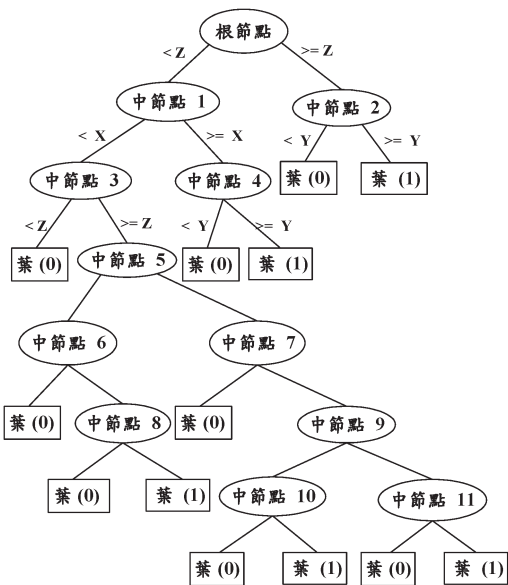 根節點
< Z >= Z
中節點 1 中節點 2
< X >= X < Y >= Y
中節點 3 中節點 4 葉 (0) 葉 (1)
< Z >= Z < Y >= Y
葉 (0) 中節點 5 葉 (0) 葉 (1)
中節點 6 中節點 7
葉 (0) 中節點 8 葉 (0) 中節點 9
葉 (0) 葉 (1) 中節點 10 中節點 11
葉 (0) 葉 (1) 葉 (0) 葉 (1)